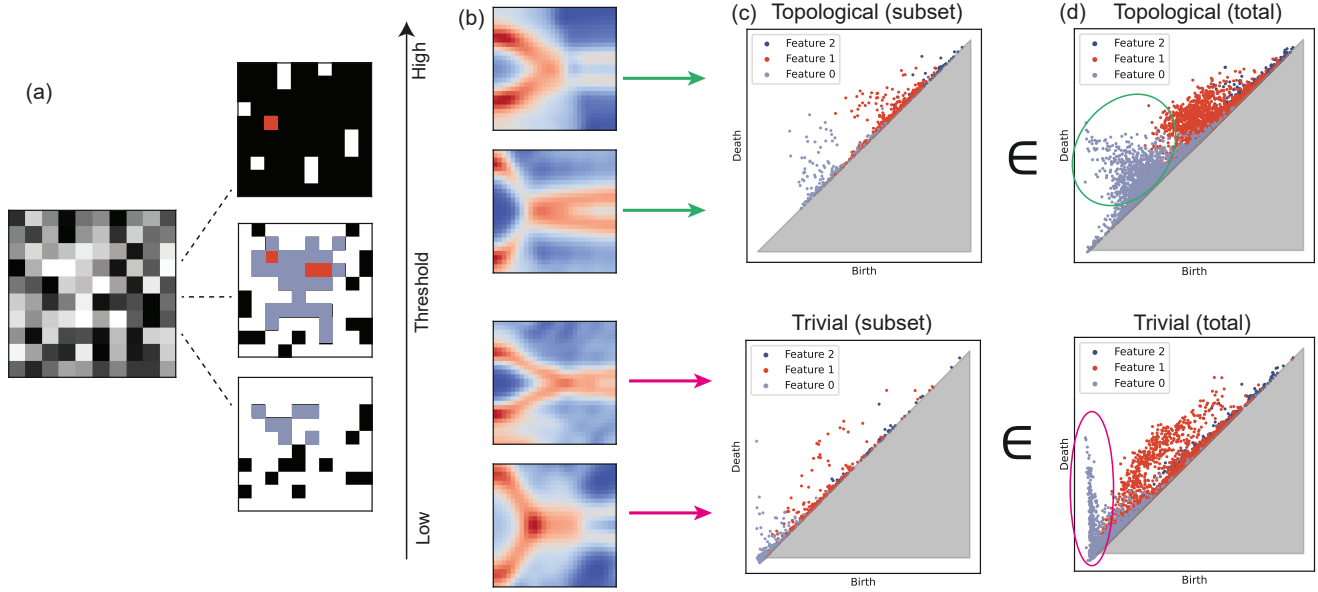 (a)
High
Threshold
Low
(b)
(c)
Topological (subset)
Feature 2
Feature 1
Feature 0
Death
Birth
∈
(d)
Topological (total)
Feature 2
Feature 1
Feature 0
Death
Birth
Trivial (subset)
Feature 2
Feature 1
Feature 0
Death
Birth
∈
Trivial (total)
Feature 2
Feature 1
Feature 0
Death
Birth